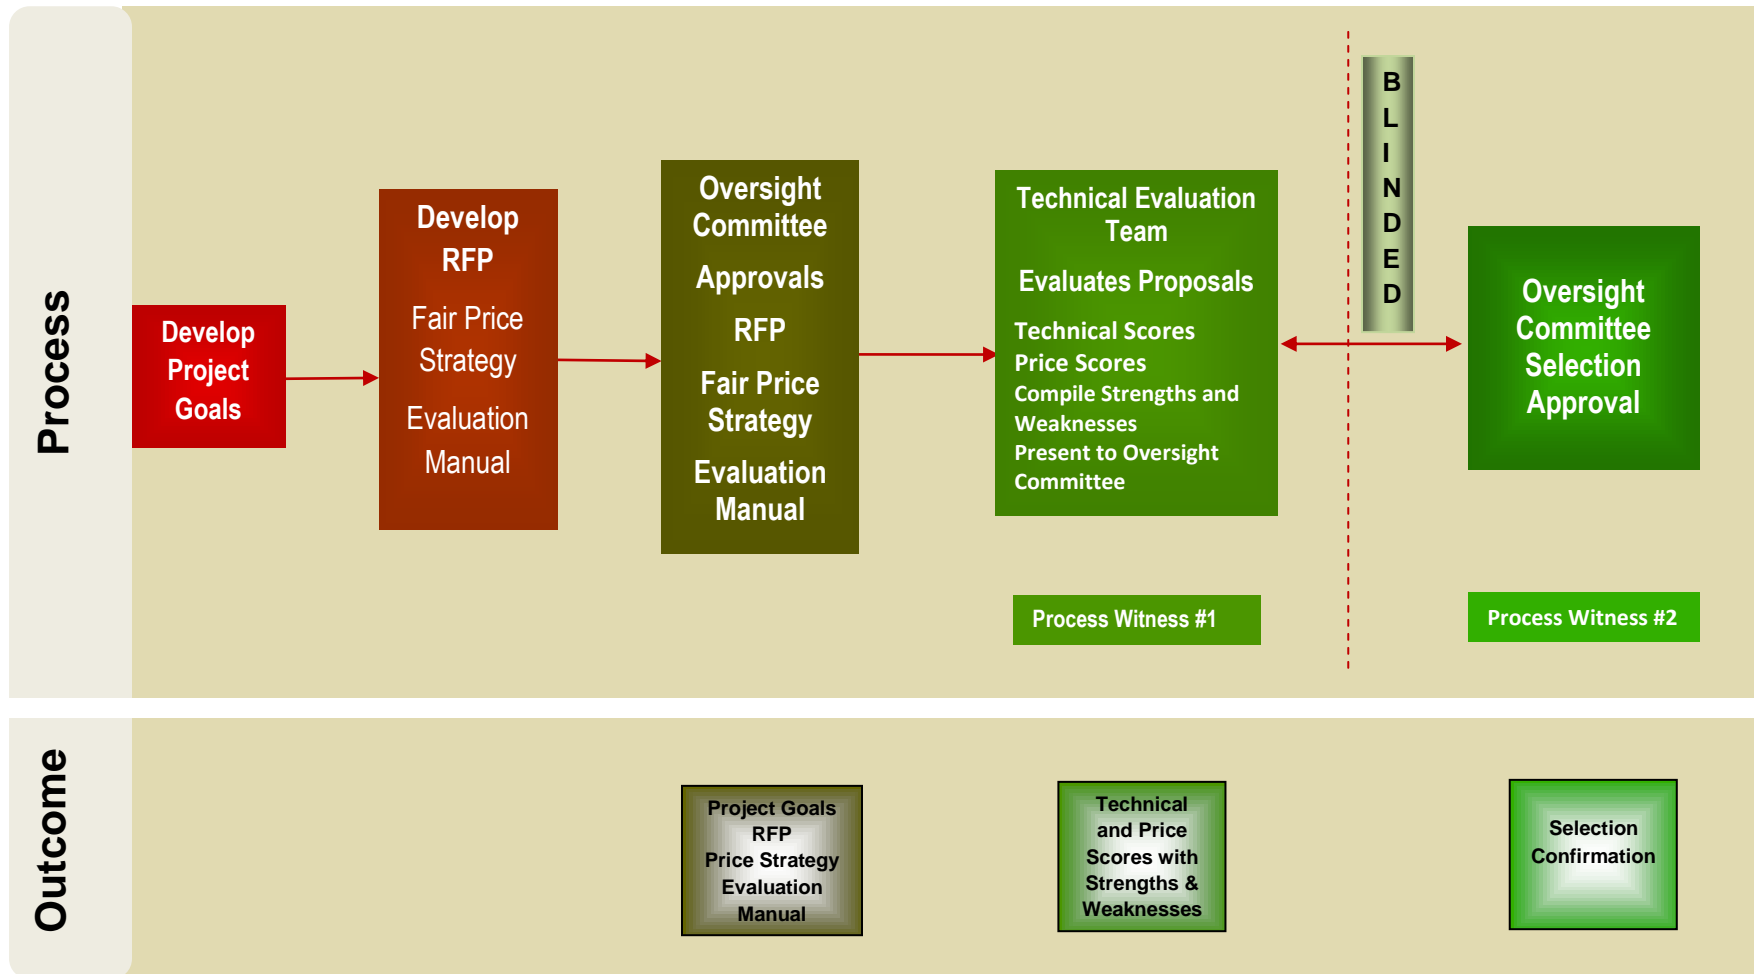 Process
Develop
Project
Goals
Develop
RFP
Fair Price
Strategy
Evaluation
Manual
Oversight
Committee
Approvals
RFP
Fair Price
Strategy
Evaluation
Manual
Technical Evaluation
Team
Evaluates Proposals
Technical Scores
Price Scores
Compile Strengths and
Weaknesses
Present to Oversight
Committee
Process Witness #1
B
L
I
N
D
E
D
Oversight
Committee
Selection
Approval
Process Witness #2
Outcome
Project Goals
RFP
Price Strategy
Evaluation
Manual
Technical
and Price
Scores with
Strengths &
Weaknesses
Selection
Confirmation